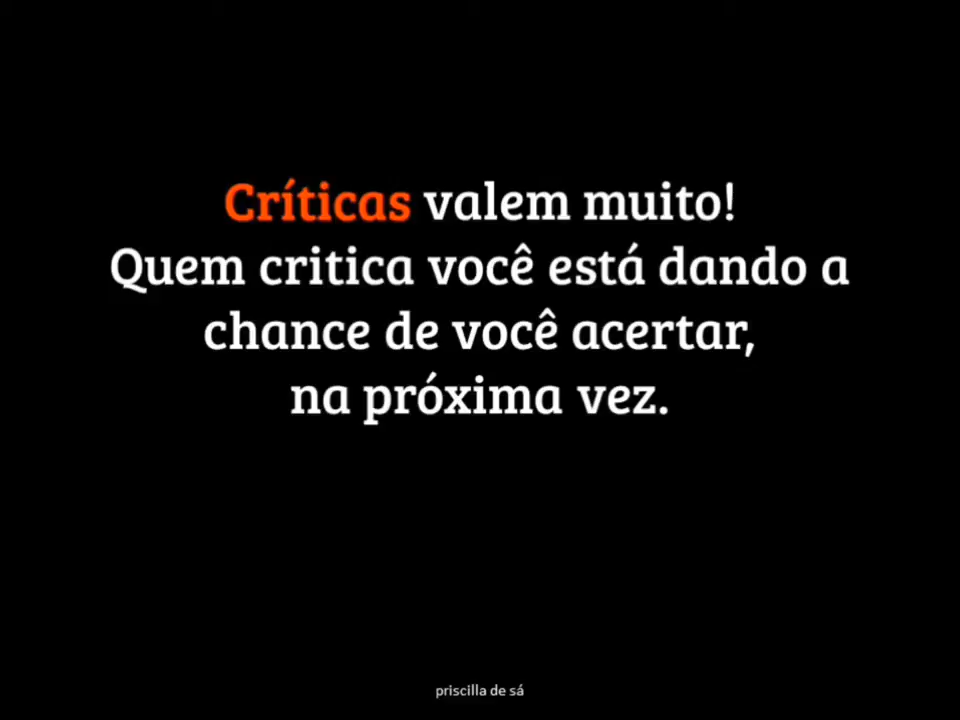 Críticas valem muito!
Quem critica você está dando a
chance de você acertar,
na próxima vez.
priscilla de sá